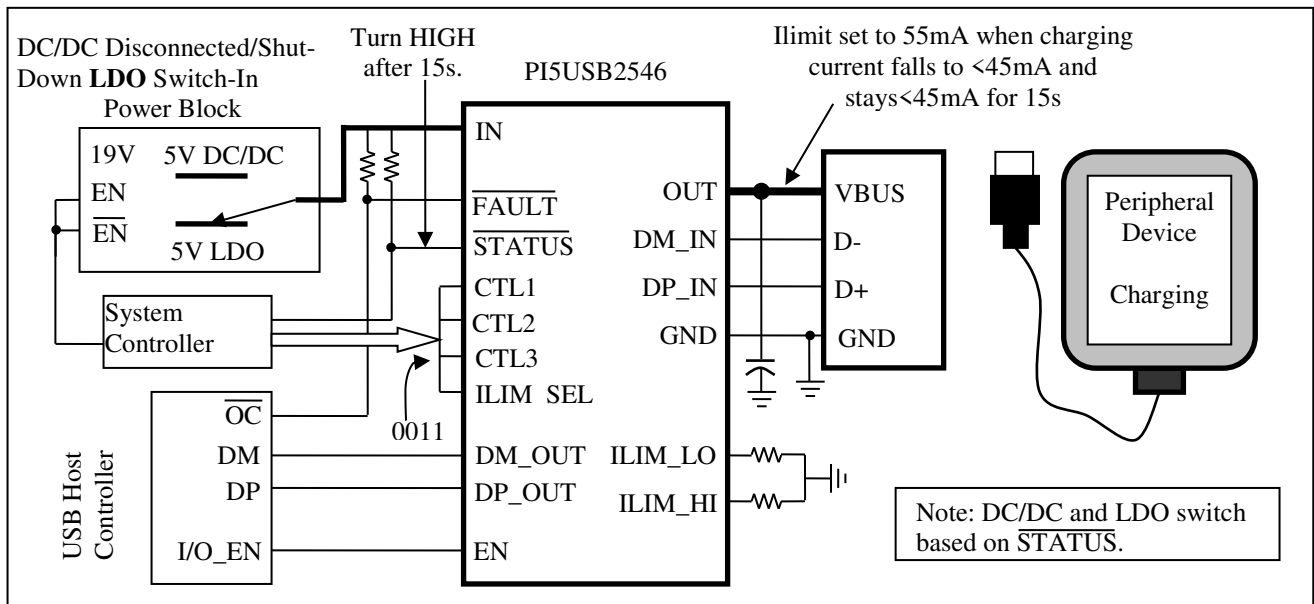 DC/DC Disconnected/Shut-
Down LDO Switch-In
Power Block
Turn HIGH
after 15s.
PI5USB2546
Ilimit set to 55mA when charging
current falls to <45mA and
stays<45mA for 15s
19V
5V DC/DC
EN
EN
5V LDO
System
Controller
USB Host
Controller
OC
DM
DP
I/O_EN
0011
IN
FAULT
STATUS
CTL1
CTL2
CTL3
ILIM SEL
DM_OUT
DP_OUT
EN
OUT
DM_IN
DP_IN
GND
ILIM_LO
ILIM_HI
VBUS
D-
D+
GND
Peripheral
Device
Charging
Note: DC/DC and LDO switch
based on STATUS.